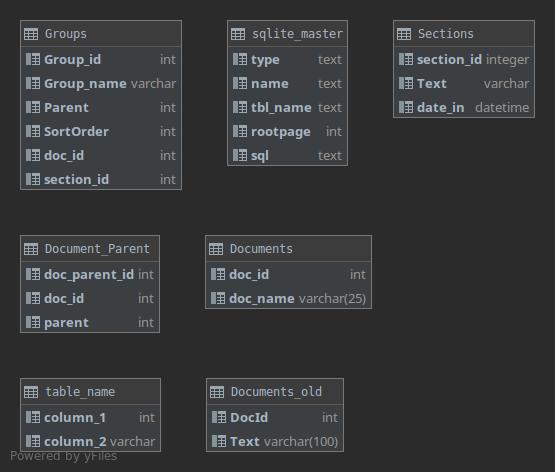 Groups
Group_id int
Group_name varchar
Parent int
SortOrder int
doc_id int
section_id int
sqlite_master
type text
name text
tbl_name text
rootpage int
sql text
Sections
section_id integer
Text varchar
date_in datetime
Document_Parent
doc_parent_id int
doc_id int
parent int
Documents
doc_id int
doc_name varchar(25)
table_name
column_1 int
column_2 varchar
Documents_old
DocId int
Text varchar(100)
Powered by yFiles